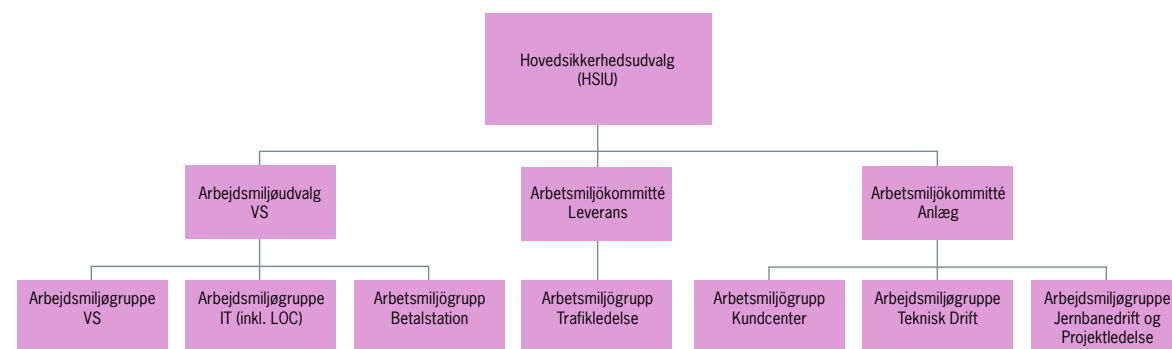 Hovedsikkerhedsudvalg
(HSIU)
Arbejdsmiljøudvalg
VS
Arbetsmiljökommitté
Leverans
Arbetsmiljökommitté
Anlæg
Arbejdsmiljøgruppe
VS
Arbejdsmiljøgruppe
IT (inkl. LOC)
Arbetsmiljögrupp
Betalstation
Arbetsmiljögrupp
Trafikledelse
Arbetsmiljögrupp
Kundcenter
Arbejdsmiljøgruppe
Teknisk Drift
Arbejdsmiljøgruppe
Jernbanedrift og
Projektledelse